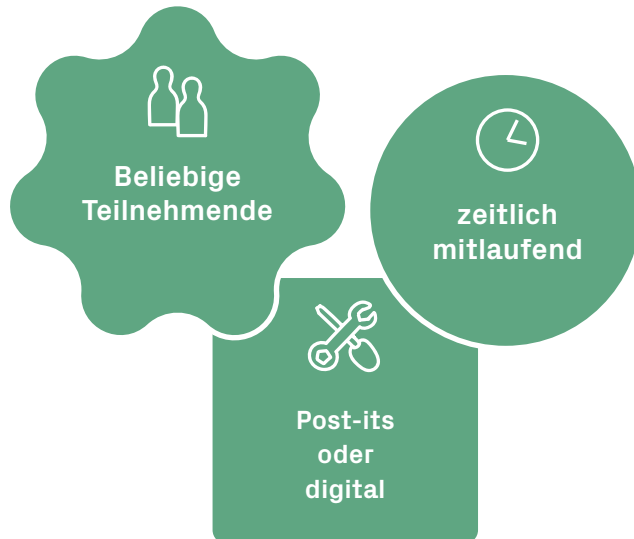 Beliebige
Teilnehmende
zeitlich
mitlaufend
Post-its
oder
digital